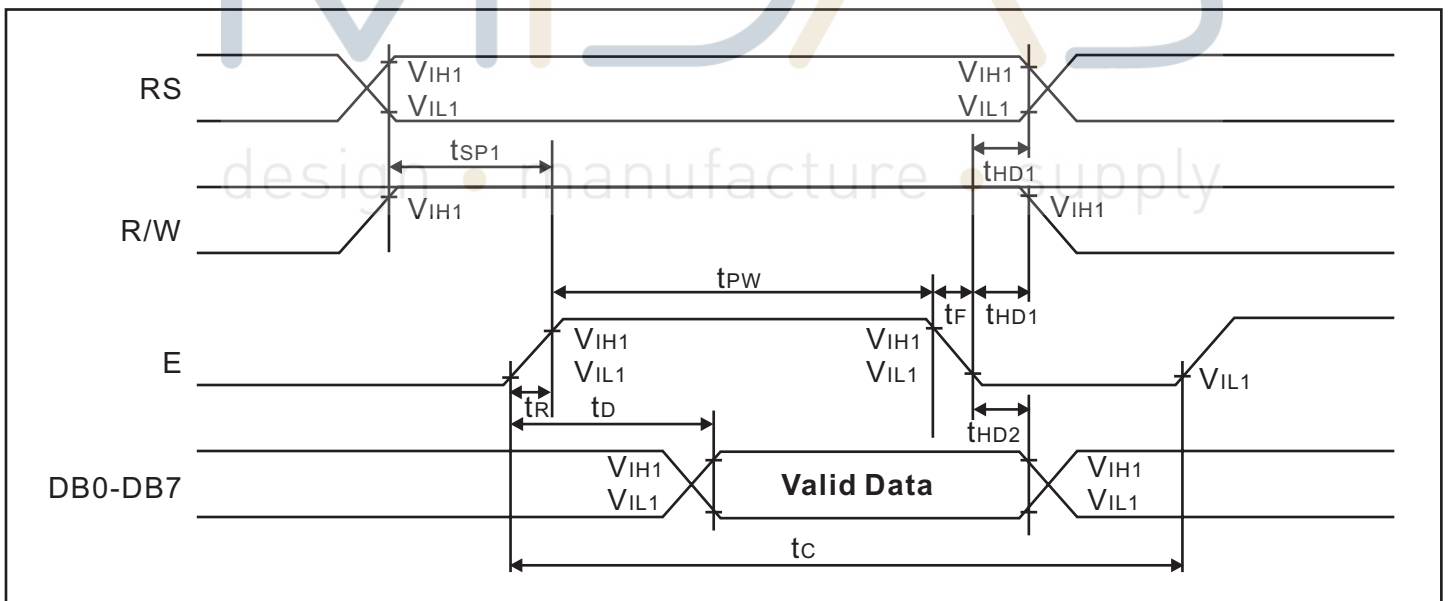 MIDAS
RS VIH1 VIH1
VIL1 VIL1
tSP1 tHD1
design • manufacture • supply
R/W VIH1 VIH1
tPW tF tHD1
E VIH1 VIH1
VIL1 VIL1 VIL1
tR tD tHD2
DB0-DB7 VIH1 Valid Data VIH1
VIL1 VIL1
tC